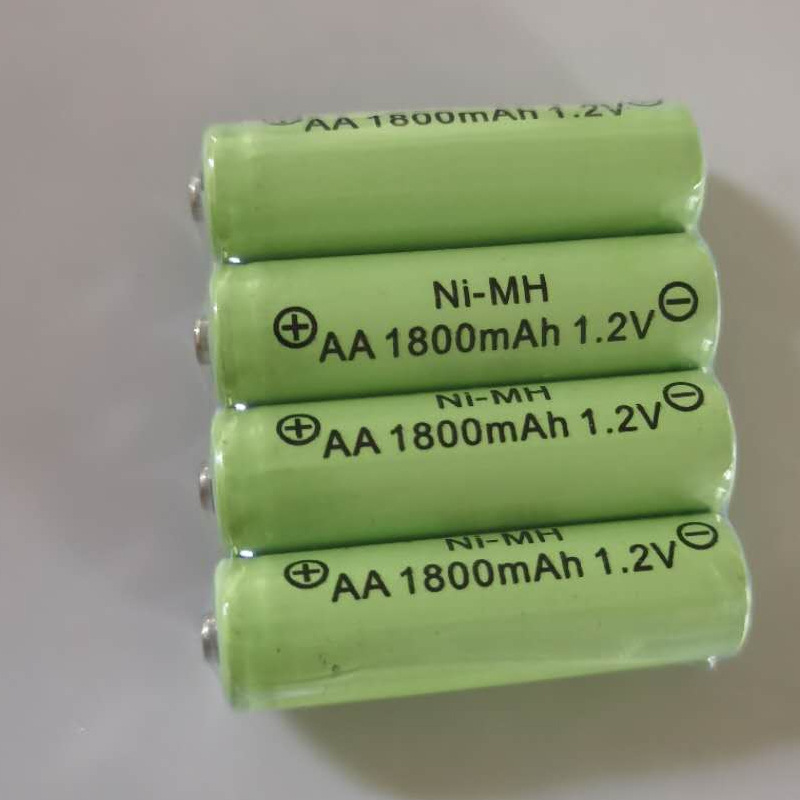 AA 1800mAh 1.2V
Ni-MH
⊕ AA 1800mAh 1.2V ⊖
Ni-MH
⊕ AA 1800mAh 1.2V ⊖
Ni-MH
⊕ AA 1800mAh 1.2V ⊖